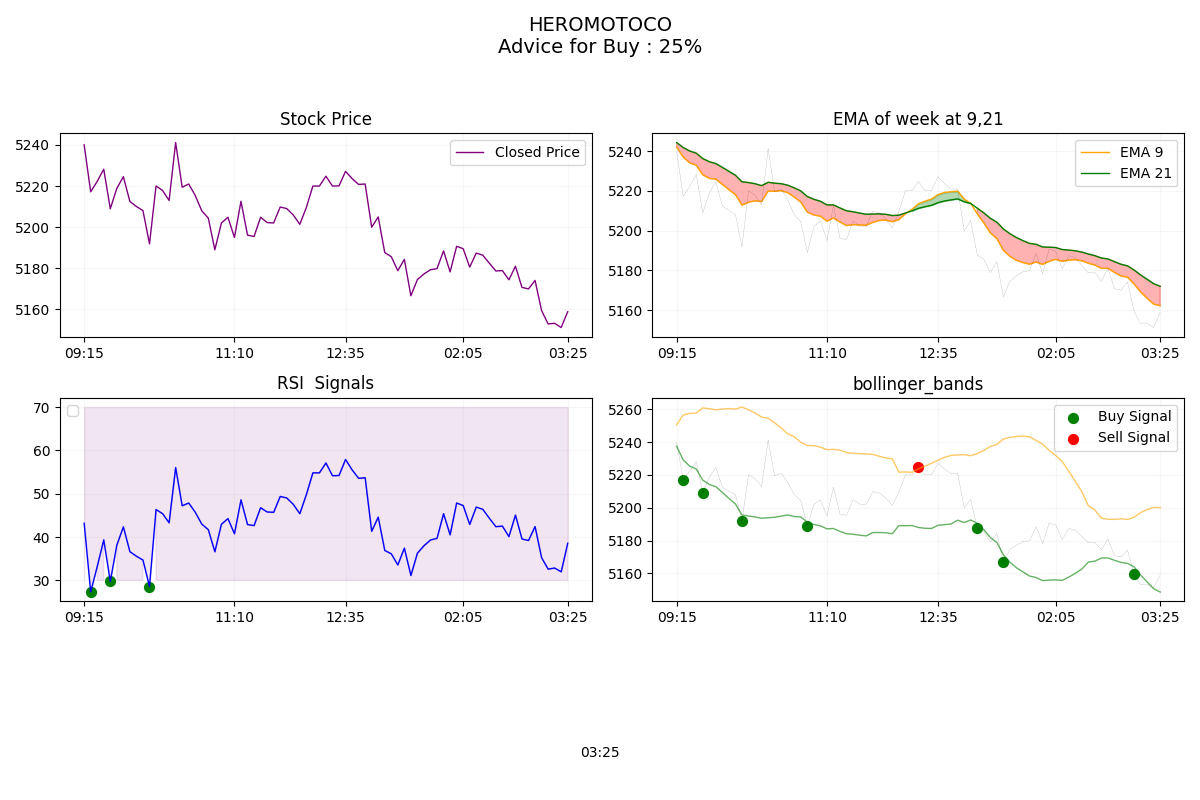 HEROMOTOCO
Advice for Buy : 25%
Stock Price
5240
5220
5200
5180
5160
Closed Price
09:15 11:10 12:35 02:05 03:25
EMA of week at 9,21
5240
5220
5200
5180
5160
EMA 9
EMA 21
09:15 11:10 12:35 02:05 03:25
RSI  Signals
70
60
50
40
30
09:15 11:10 12:35 02:05 03:25
bollinger_bands
5260
5240
5220
5200
5180
5160
Buy Signal
Sell Signal
09:15 11:10 12:35 02:05 03:25
03:25